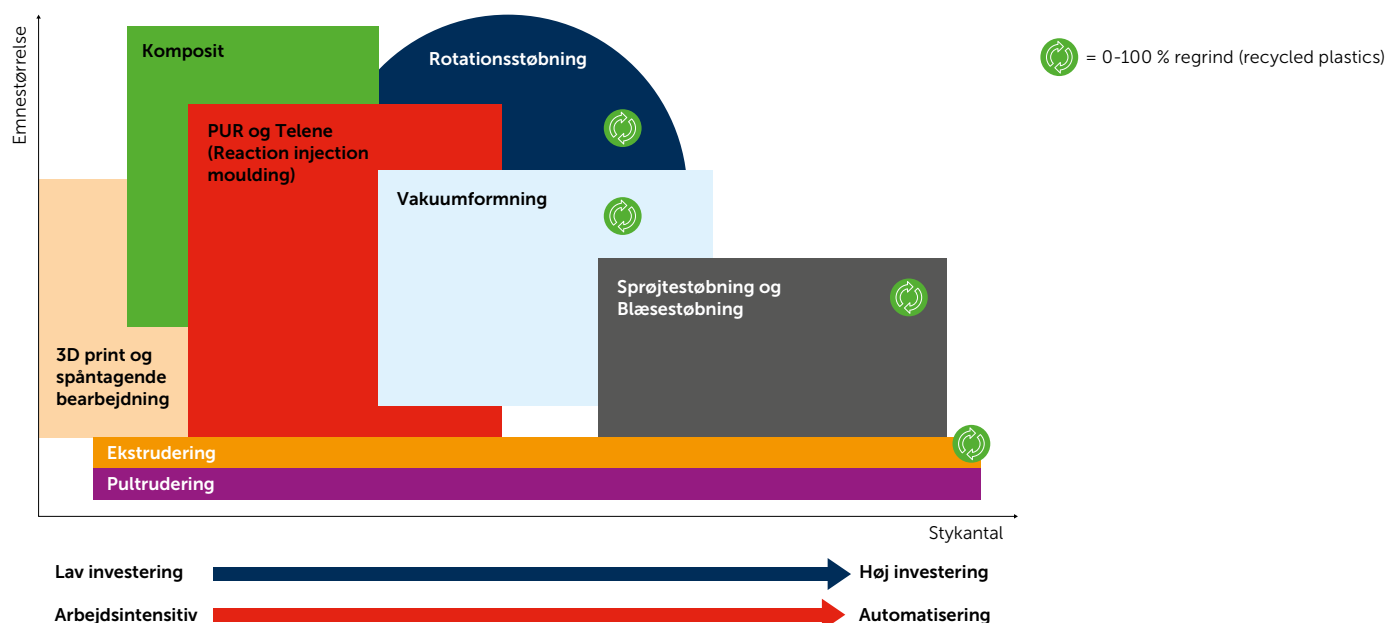 Emnestørrelse
Komposit
Rotationsstøbning
= 0-100 % regrind (recycled plastics)
PUR og Telene
(Reaction injection
moulding)
Vakuumformning
Sprøjtestøbning og
Blæsestøbning
3D print og
spåntagende
bearbejdning
Ekstrudering
Pultrudering
Stykantal
Lav investering
Høj investering
Arbejdsintensitiv
Automatisering